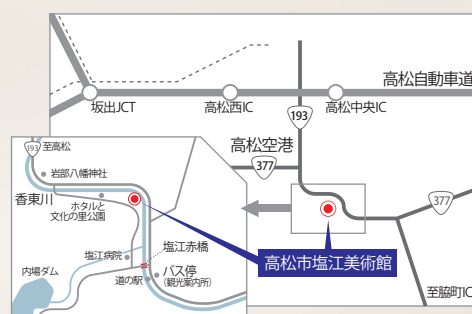 高松自動車道
坂出JCT
高松西IC
高松中央IC
193
高松空港
377
377
高松市塩江美術館
至脇町IC
193
至高松
岩部八幡神社
香東川
ホタルと
文化の里公園
塩江病院
塩江赤橋
内場ダム
道の駅
バス停
(観光案内所)